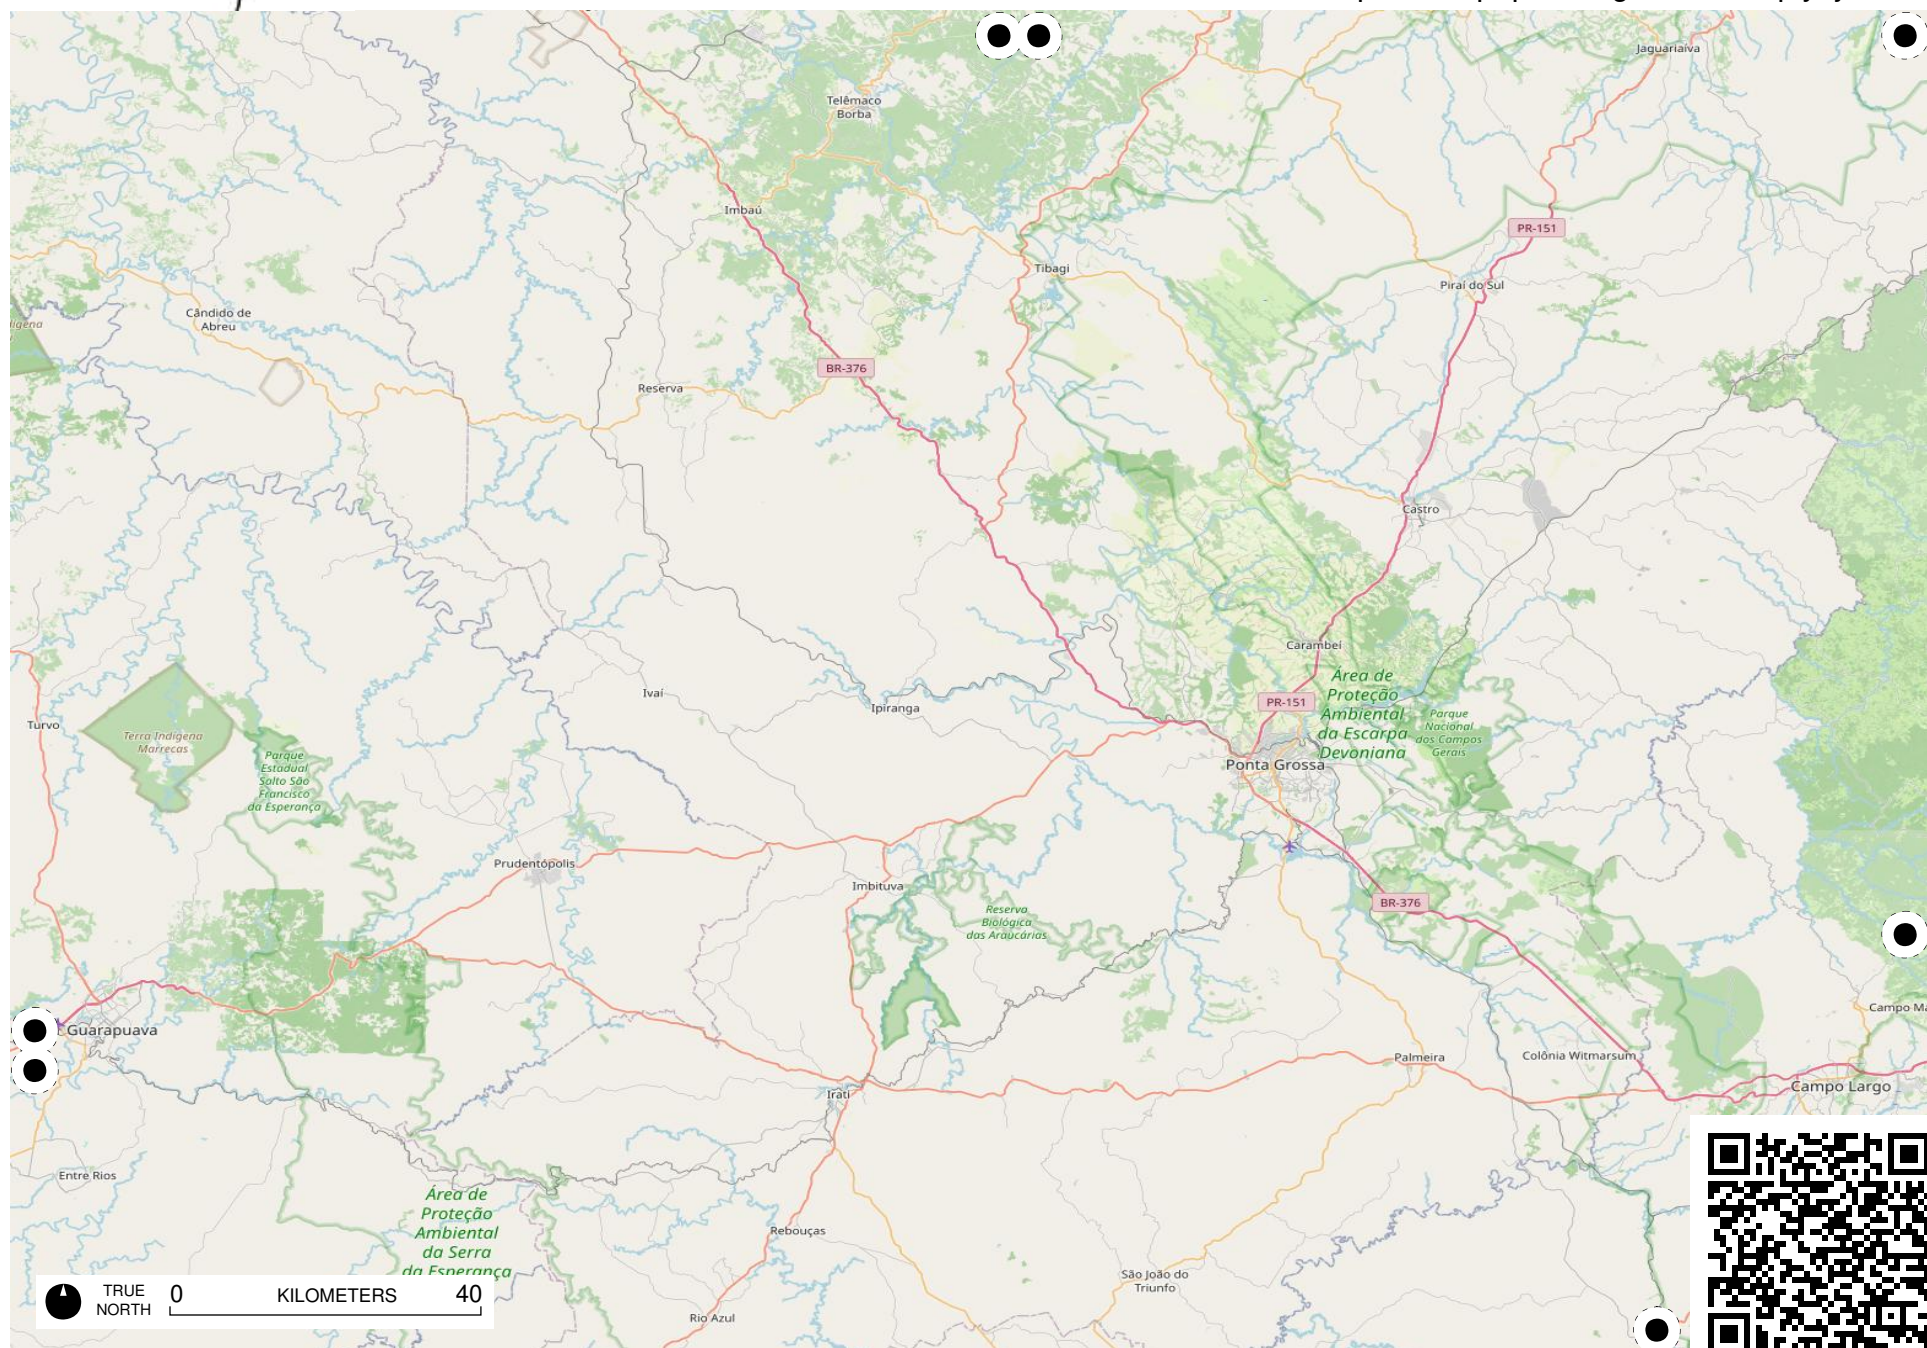 Jaguariaíva
Telêmaco
Borba
Imbaú
PR-151
Tibagi
Piraí do Sul
Cândido de
Abreu
BR-376
Reserva
Castro
Carambeí
Área de
Proteção
Ambiental
da Escarpa
Devoniana
Ivaí
PR-151
Ipiranga
Parque
Nacional
dos Campos
Gerais
Turvo
Terra Indígena
Marrecas
Parque
Estadual
Salto São
Francisco
da Esperança
Ponta Grossa
Prudentópolis
Imbituva
BR-376
Reserva
Biológica
das Araucárias
Campo Ma
Guarapuava
Palmeira
Colônia Witmarsum
Campo Largo
Irati
Entre Rios
Área de
Proteção
Ambiental
da Serra
da Esperança
Rebouças
São João do
Triunfo
TRUE
NORTH
0 KILOMETERS 40
Rio Azul